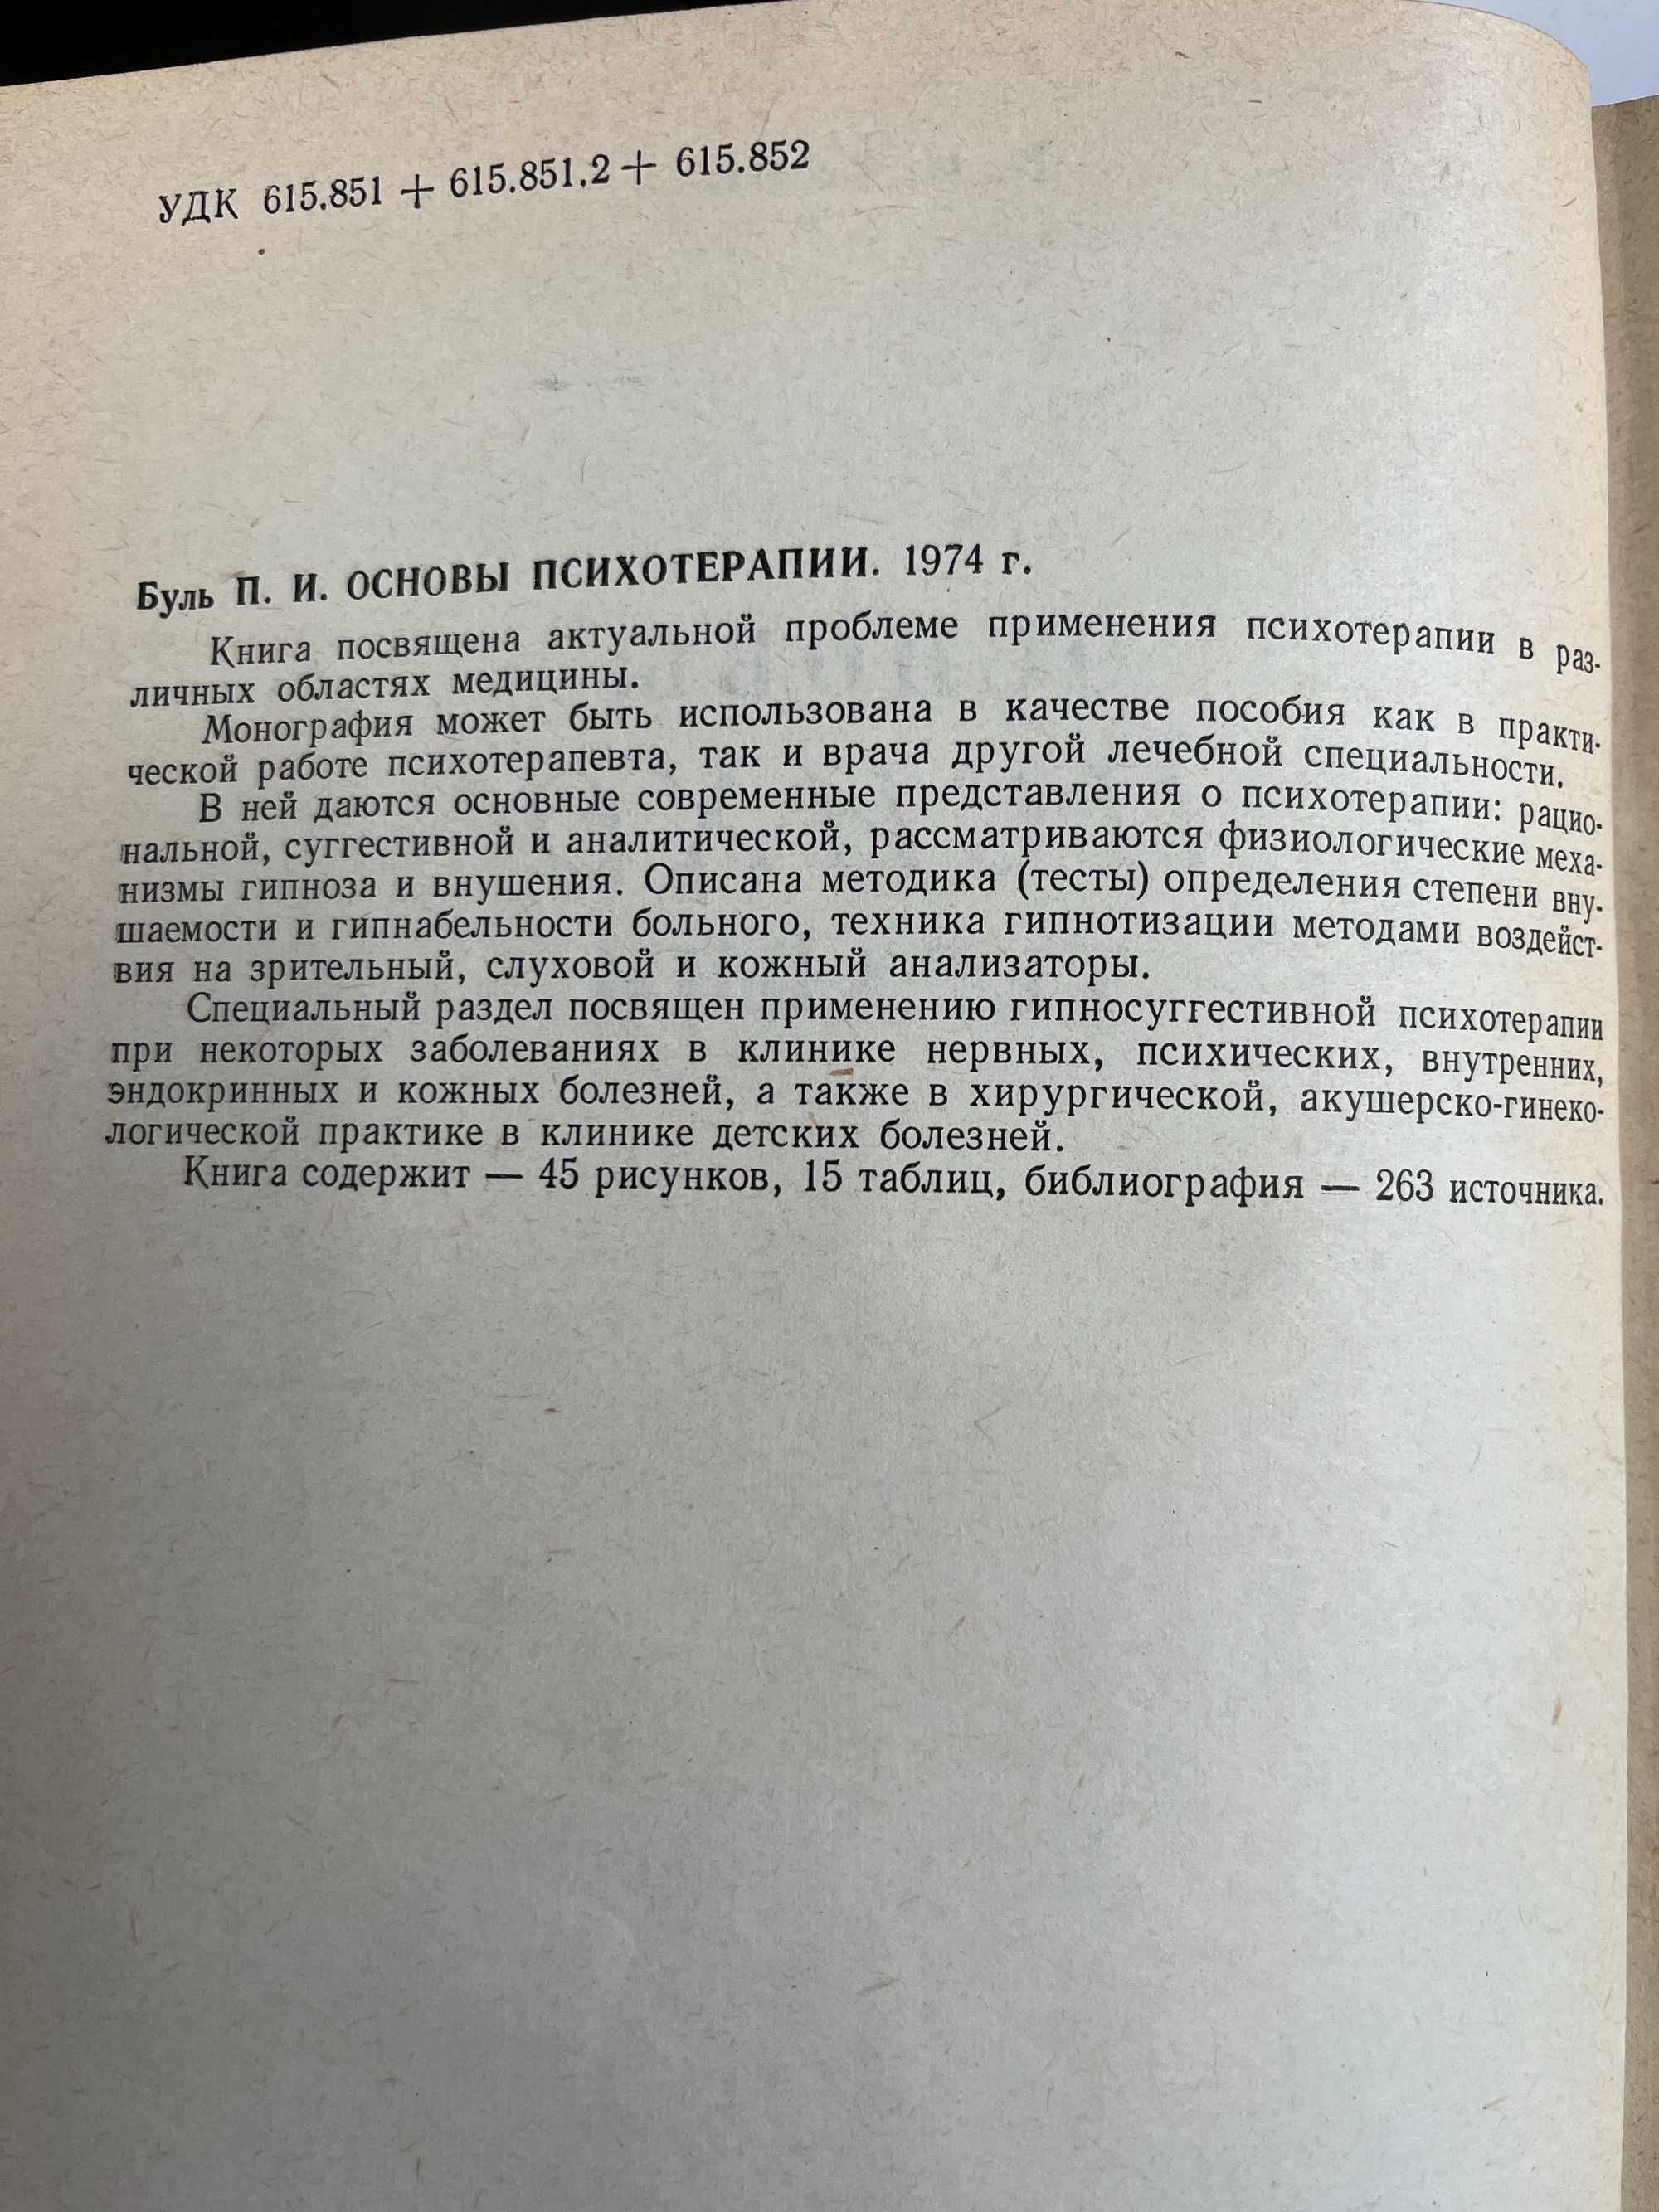 УДК 615.851 + 615.851.2 + 615.852
Буль П. И. ОСНОВЫ ПСИХОТЕРАПИИ. 1974 г.
Книга посвящена актуальной проблеме применения психотерапии в раз-
личных областях медицины.
Монография может быть использована в качестве пособия как в практи-
ческой работе психотерапевта, так и врача другой лечебной специальности.
В ней даются основные современные представления о психотерапии: рацио-
нальной, суггестивной и аналитической, рассматриваются физиологические меха-
низмы гипноза и внушения. Описана методика (тесты) определения степени вну-
шаемости и гипнабельности больного, техника гипнотизации методами воздейст-
вия на зрительный, слуховой и кожный анализаторы.
Специальный раздел посвящен применению гипносуггестивной психотерапии
при некоторых заболеваниях в клинике нервных, психических, внутренних,
эндокринных и кожных болезней, а также в хирургической, акушерско-гинеко-
логической практике в клинике детских болезней.
Книга содержит — 45 рисунков, 15 таблиц, библиография — 263 источника.